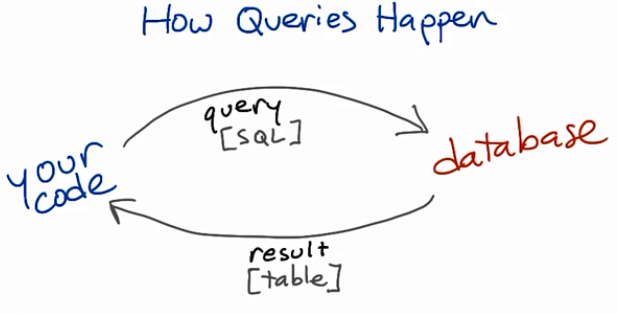 How Queries Happen
query
[SQL]
your
code
database
result
[table]